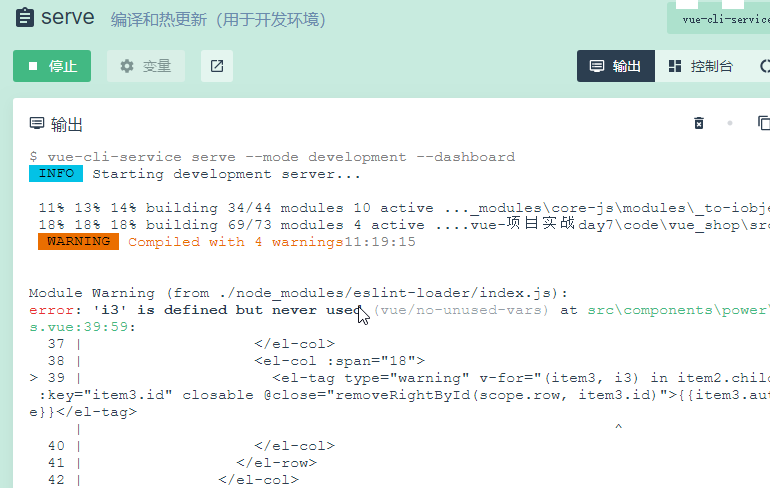 serve 编译和热更新（用于开发环境）
vue-cli-service
停止 变量 输出 控制台
输出
$ vue-cli-service serve --mode development --dashboard
INFO Starting development server...
11% 13% 14% building 34/44 modules 10 active ..._modules\core-js\modules\_to-iobje
18% 18% 18% building 69/73 modules 4 active ....vue-项目实战day7\code\vue_shop\src
WARNING Compiled with 4 warnings11:19:15
Module Warning (from ./node_modules/eslint-loader/index.js):
error: 'i3' is defined but never used (vue/no-unused-vars) at src\components\power\
s.vue:39:59:
37 | </el-col>
38 | <el-col :span="18">
> 39 | <el-tag type="warning" v-for="(item3, i3) in item2.chil
:key="item3.id" closable @close="removeRightById(scope.row, item3.id)">{{item3.aut
e}}</el-tag>
| ^
40 | </el-col>
41 | </el-row>
42 | </el-col>